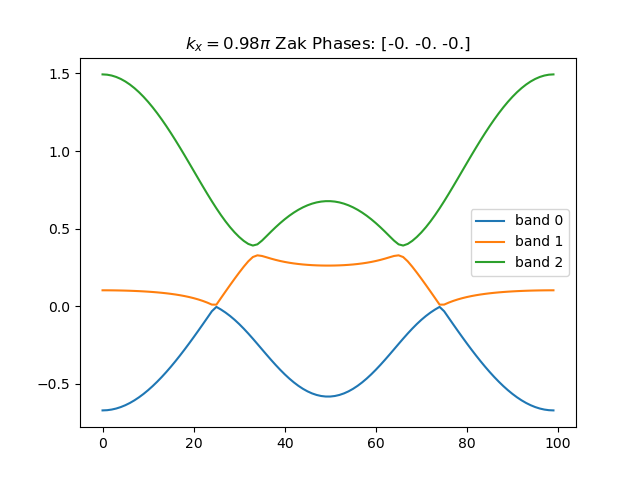 $k_x = 0.98\pi$ Zak Phases: [-0. -0. -0.]
1.5
1.0
0.5
0.0
−0.5
band 0
band 1
band 2
0 20 40 60 80 100